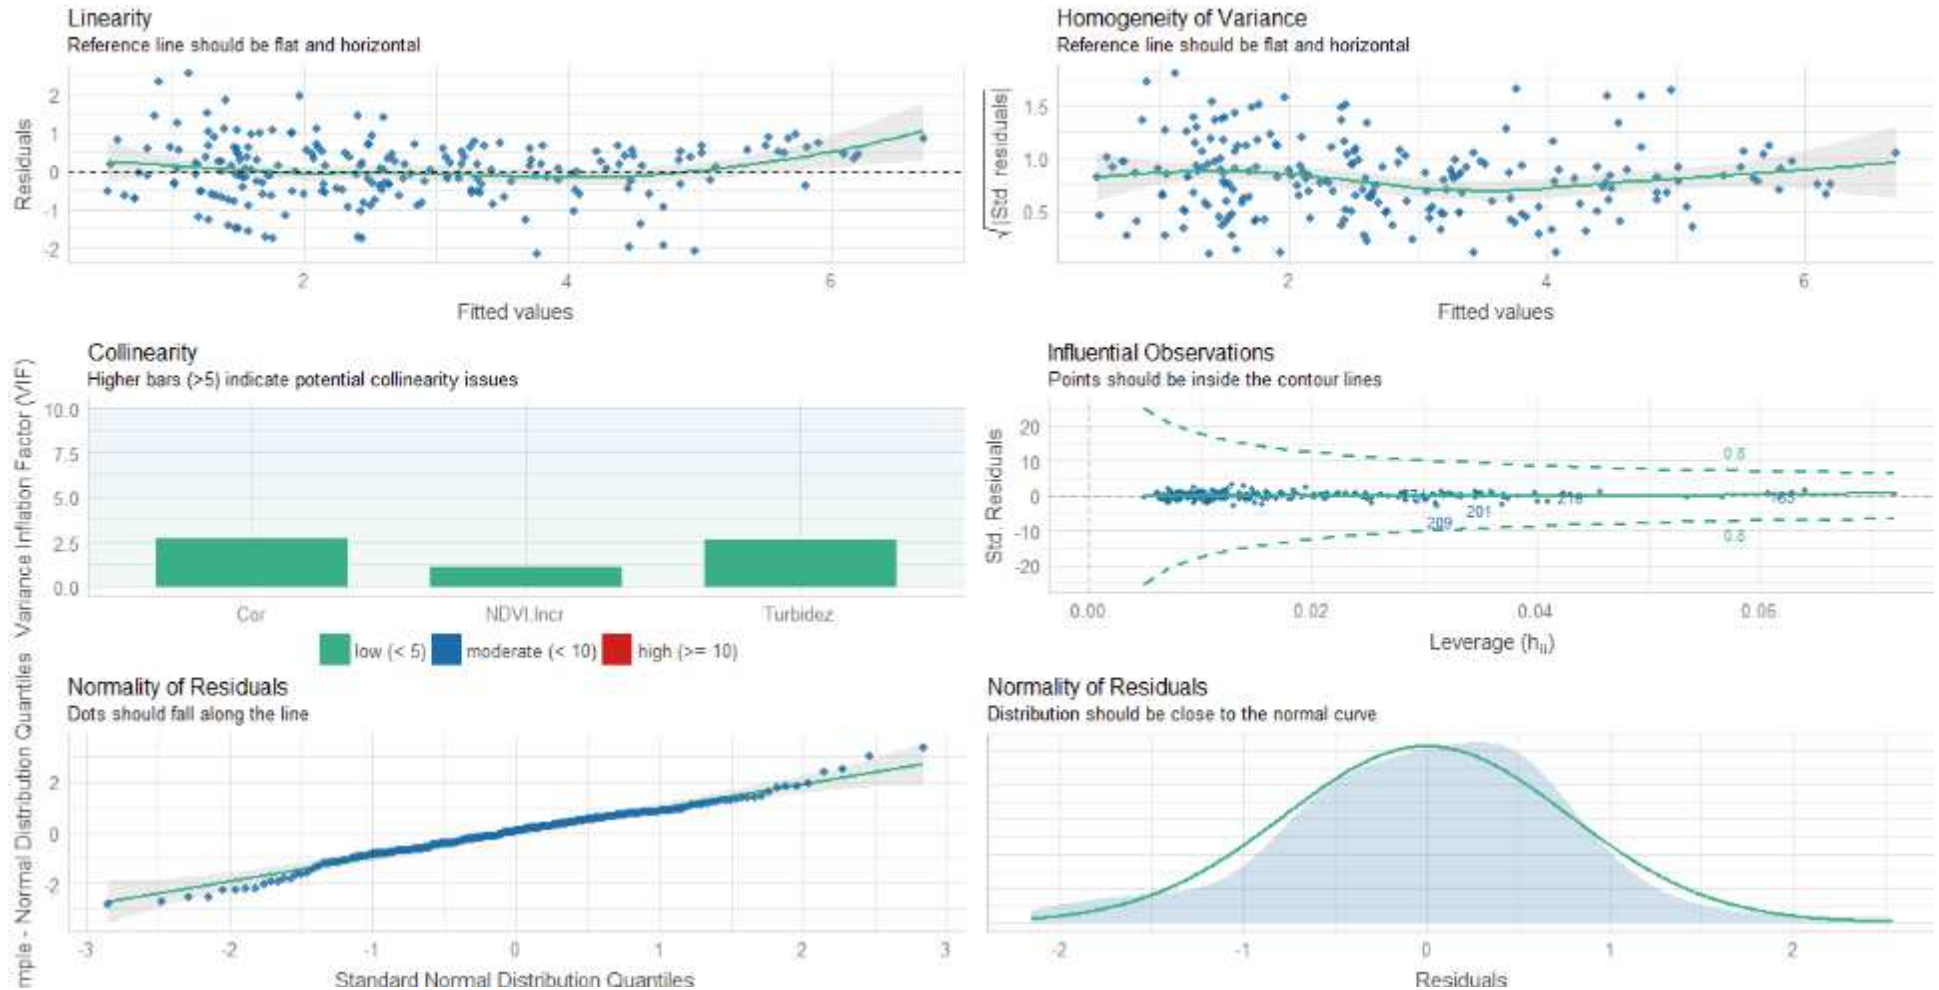 Linearity
Reference line should be flat and horizontal
Residuals
2
1
0
-1
-2
2
4
6
Fitted values
Homogeneity of Variance
Reference line should be flat and horizontal
√|Std. residuals|
1.5
1.0
0.5
2
4
6
Fitted values
Collinearity
Higher bars (>5) indicate potential collinearity issues
Variance Inflation Factor (VIF)
10.0
7.5
5.0
2.5
0.0
Cor
NDVI.Incr
Turbidez
low (< 5)
moderate (< 10)
high (>= 10)
Influential Observations
Points should be inside the contour lines
Std. Residuals
20
10
0
-10
-20
0.8
0.8
209
201
218
0.00
0.02
0.04
0.06
Leverage (hii)
Normality of Residuals
Dots should fall along the line
mple - Normal Distribution Quantiles
2
0
-2
-3
-2
-1
0
1
2
3
Standard Normal Distribution Quantiles
Normality of Residuals
Distribution should be close to the normal curve
-2
-1
0
1
2
Residuals